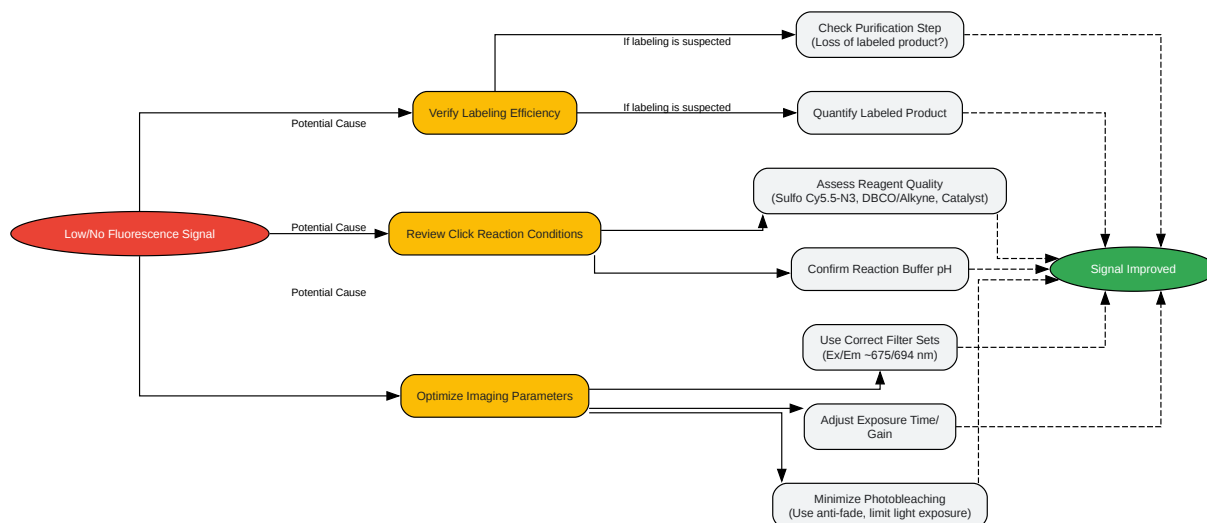 Check Purification Step
(Loss of labeled product?)
If labeling is suspected
Verify Labeling Efficiency
If labeling is suspected
Quantify Labeled Product
Potential Cause
Assess Reagent Quality
(Sulfo Cy5.5-N3, DBCO/Alkyne, Catalyst)
Low/No Fluorescence Signal
Potential Cause
Review Click Reaction Conditions
Confirm Reaction Buffer pH
Signal Improved
Potential Cause
Use Correct Filter Sets
(Ex/Em ~675/694 nm)
Optimize Imaging Parameters
Adjust Exposure Time/
Gain
Minimize Photobleaching
(Use anti-fade, limit light exposure)